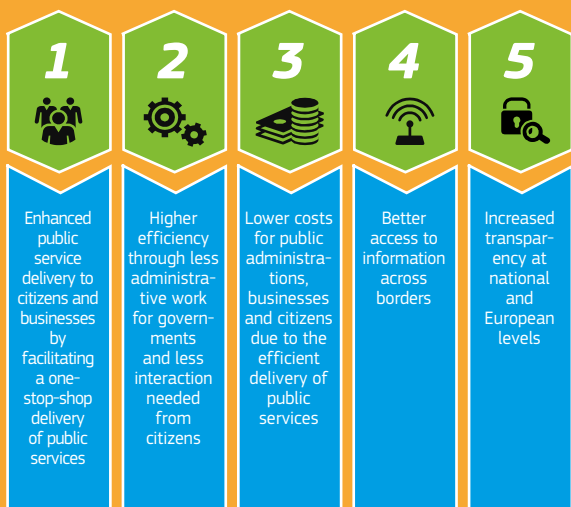 1
Enhanced
public
service
delivery to
citizens and
businesses
by
facilitating
a one-
stop-shop
delivery
of public
services
2
Higher
efficiency
through less
administra-
tive work
for govern-
ments
and less
interaction
needed
from
citizens
3
Lower costs
for public
administra-
tions,
businesses
and citizens
due to the
efficient
delivery of
public
services
4
Better
access to
information
across
borders
5
Increased
transpar-
ency at
national
and
European
levels